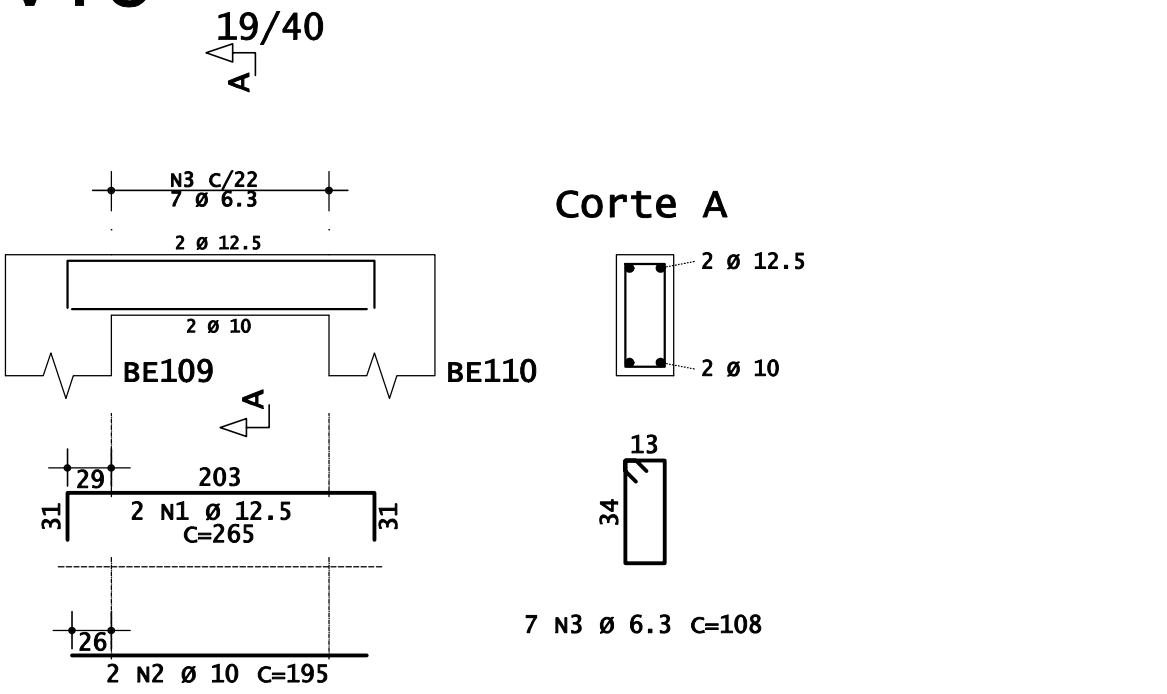 19/40
A
N3 C/22
7 Ø 6.3
Corte A
2 Ø 12.5
2 Ø 12.5
2 Ø 10
BE109
BE110
2 Ø 10
A
13
29
203
31
2 N1 Ø 12.5
31
34
C=265
7 N3 Ø 6.3 C=108
26
2 N2 Ø 10 C=195